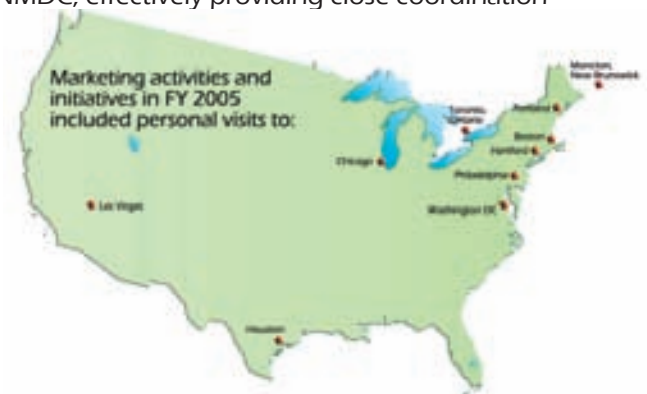 NMDC, effectively providing close coordination
Marketing activities and
initiatives in FY 2005
included personal visits to:
Moncton,
New Brunswick
Toronto,
Ontario
Portland
Boston
Hartford
Chicago
Philadelphia
Las Vegas
Washington DC
Houston